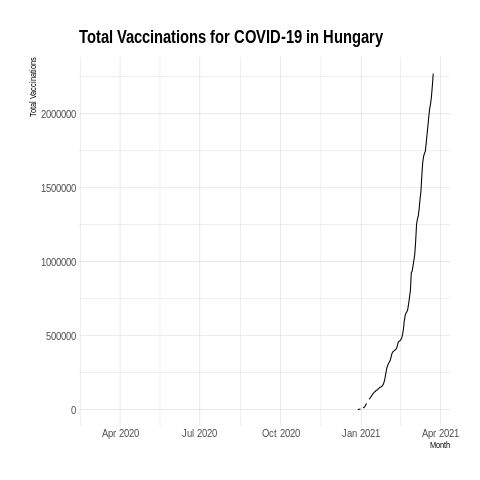 Total Vaccinations for COVID-19 in Hungary
Total Vaccinations
2000000
1500000
1000000
500000
0
Apr 2020
Jul 2020
Oct 2020
Jan 2021
Apr 2021
Month